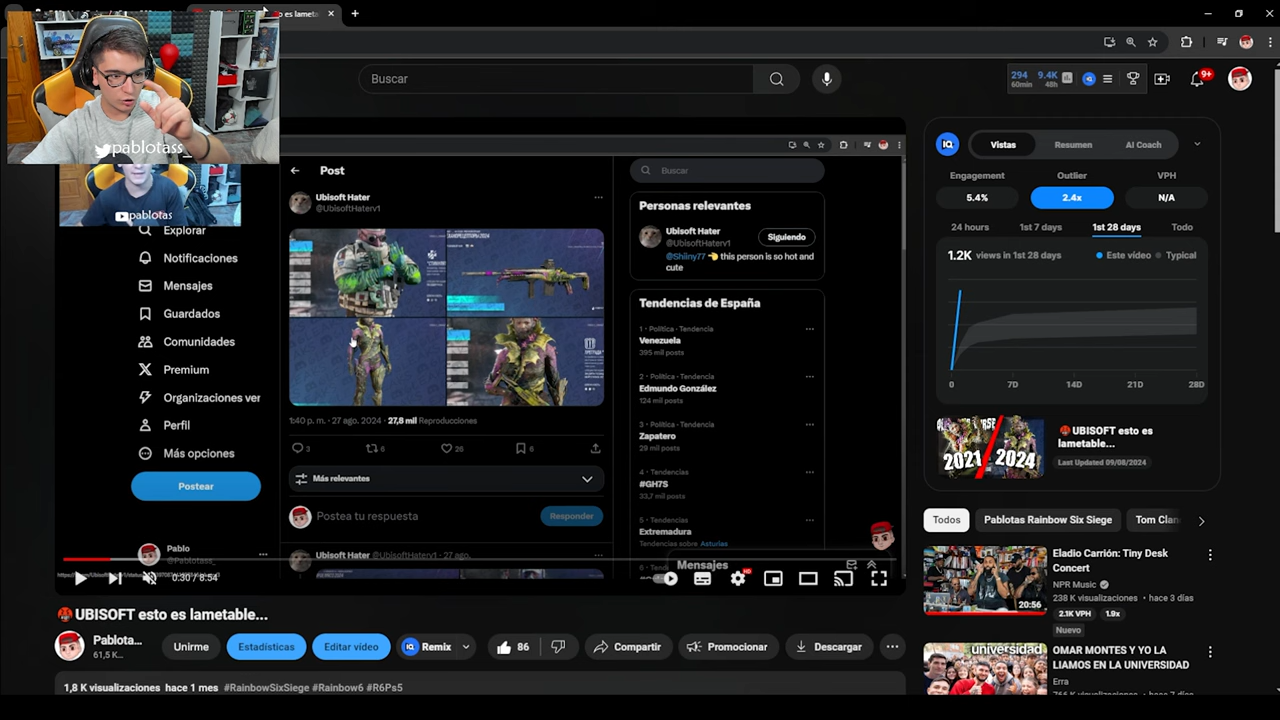 es lameta
Buscar
294
60min
9.4K
48h
9+
pablotass_
pablotas
Explorar
Notificaciones
Mensajes
Guardados
Comunidades
Premium
Organizaciones ver
Perfil
Más opciones
Postear
Pablo
@Pablotass_
Post
Ubisoft Hater
@UbisoftHaterv1
1:40 p. m. · 27 ago. 2024 · 27,8 mil Reproducciones
3
6
26
6
Más relevantes
Postea tu respuesta
Responder
Ubisoft Hater @UbisoftHaterv1 · 27 ago.
Buscar
Personas relevantes
Ubisoft Hater
@UbisoftHaterv1
Siguiendo
@Shiiny77 👈 this person is so hot and
cute
Tendencias de España
1 · Política · Tendencia
Venezuela
395 mil posts
2 · Política · Tendencia
Edmundo González
124 mil posts
3 · Política · Tendencia
Zapatero
29 mil posts
4 · Tendencias
#GH7S
33,7 mil posts
5 · Tendencias
Extremadura
Tendencias sobre Asturias
Mensajes
0:30 / 8:54
HD
UBISOFT esto es lametable...
Pablota...
61,5 K...
Unirme
Estadísticas
Editar vídeo
IQ
Remix
86
Compartir
Promocionar
Descargar
1,8 K visualizaciones hace 1 mes #RainbowSixSiege #Rainbow6 #R6Ps5
IQ
Vistas
Resumen
AI Coach
Engagement
Outlier
VPH
5.4%
2.4x
N/A
24 hours
1st 7 days
1st 28 days
Todo
1.2K views in 1st 28 days
Este vídeo
Typical
0
7D
14D
21D
28D
2021
2024
UBISOFT esto es
lametable...
Last Updated 09/08/2024
Todos
Pablotas Rainbow Six Siege
Tom Clan
20:56
Eladio Carrión: Tiny Desk
Concert
NPR Music
238 K visualizaciones · hace 3 días
2.1K VPH
1.9x
Nuevo
universidad
OMAR MONTES Y YO LA
LIAMOS EN LA UNIVERSIDAD
Erra